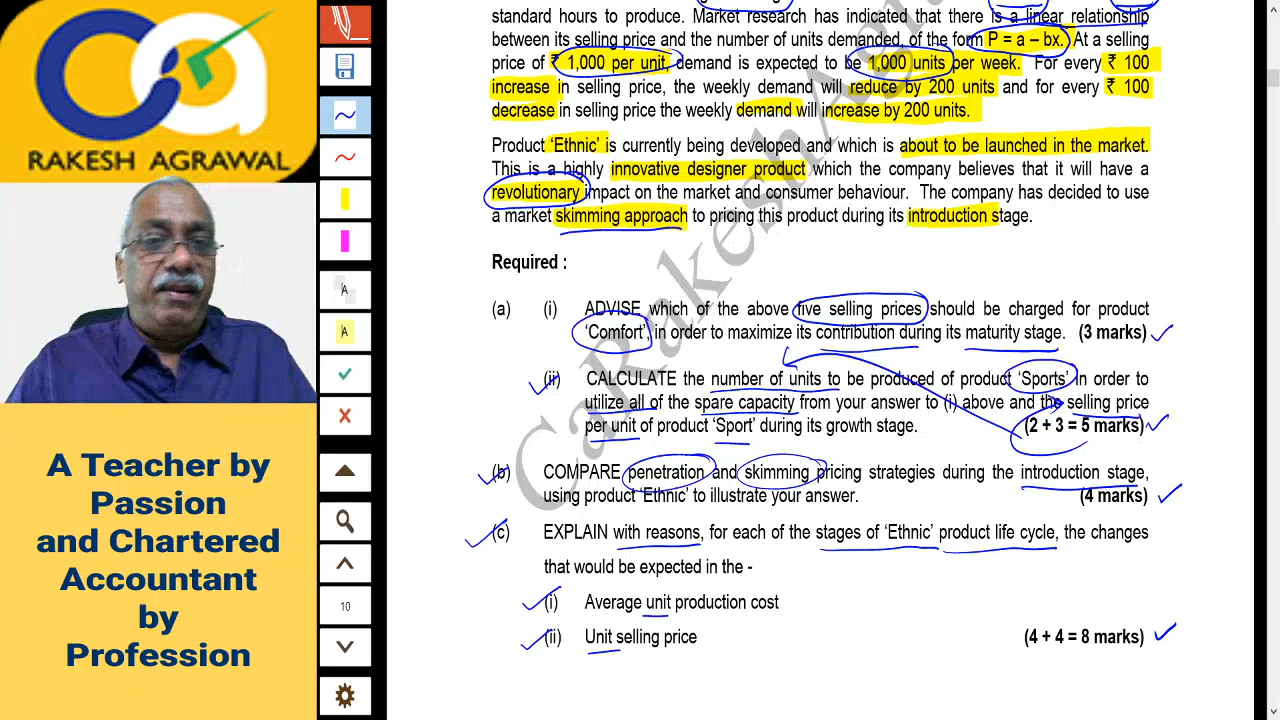 RAKESH AGRAWAL
A Teacher by
Passion
and Chartered
Accountant
by
Profession
A
A
10
standard hours to produce. Market research has indicated that there is a linear relationship
between its selling price and the number of units demanded, of the form P = a – bx. At a selling
price of ₹ 1,000 per unit, demand is expected to be 1,000 units per week. For every ₹ 100
increase in selling price, the weekly demand will reduce by 200 units and for every ₹ 100
decrease in selling price the weekly demand will increase by 200 units.
Product ‘Ethnic’ is currently being developed and which is about to be launched in the market.
This is a highly innovative designer product which the company believes that it will have a
revolutionary impact on the market and consumer behaviour. The company has decided to use
a market skimming approach to pricing this product during its introduction stage.
Required :
(a) (i) ADVISE which of the above five selling prices should be charged for product
‘Comfort’, in order to maximize its contribution during its maturity stage. (3 marks)
(ii) CALCULATE the number of units to be produced of product ‘Sports’ in order to
utilize all of the spare capacity from your answer to (i) above and the selling price
per unit of product ‘Sport’ during its growth stage. (2 + 3 = 5 marks)
(b) COMPARE penetration and skimming pricing strategies during the introduction stage,
using product ‘Ethnic’ to illustrate your answer. (4 marks)
(c) EXPLAIN with reasons, for each of the stages of ‘Ethnic’ product life cycle, the changes
that would be expected in the -
(i) Average unit production cost
(ii) Unit selling price (4 + 4 = 8 marks)